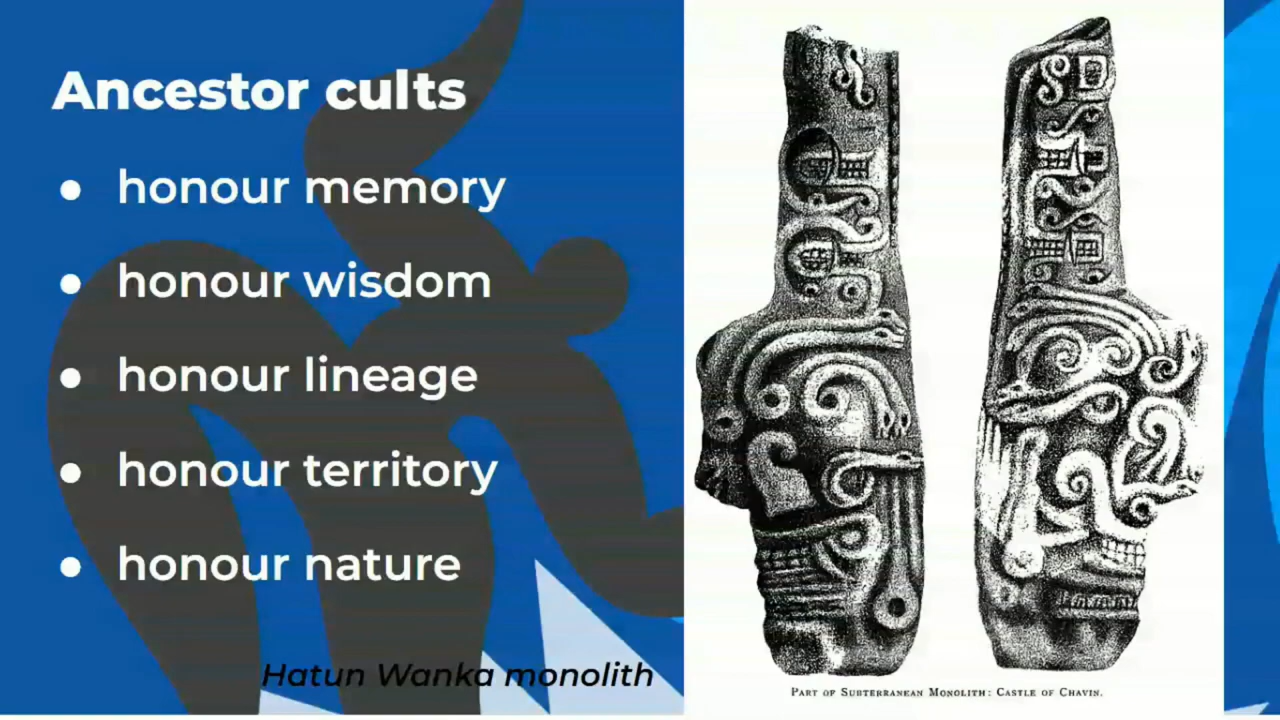 Ancestor cults
● honour memory
● honour wisdom
● honour lineage
● honour territory
● honour nature
Hatun Wanka monolith
Part of Subterranean Monolith: Castle of Chavin.